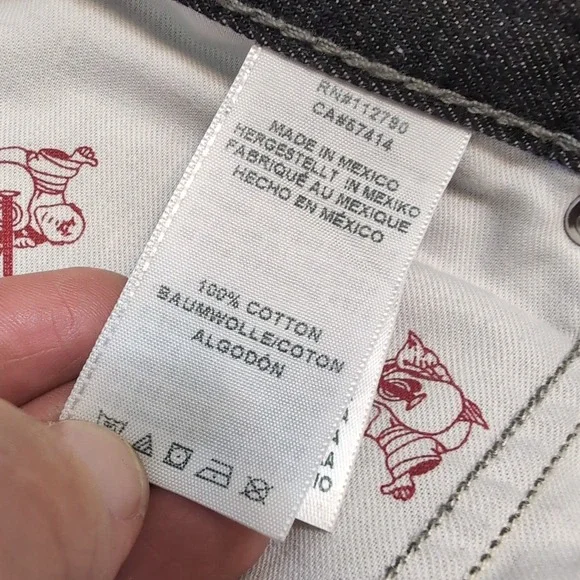 RN#112790
CA#57414
MADE IN MEXICO
HERGESTELLT IN MEXIKO
FABRIQUÉ AU MEXIQUE
HECHO EN MÉXICO
100% COTTON
BAUMWOLLE/COTON
ALGODÓN